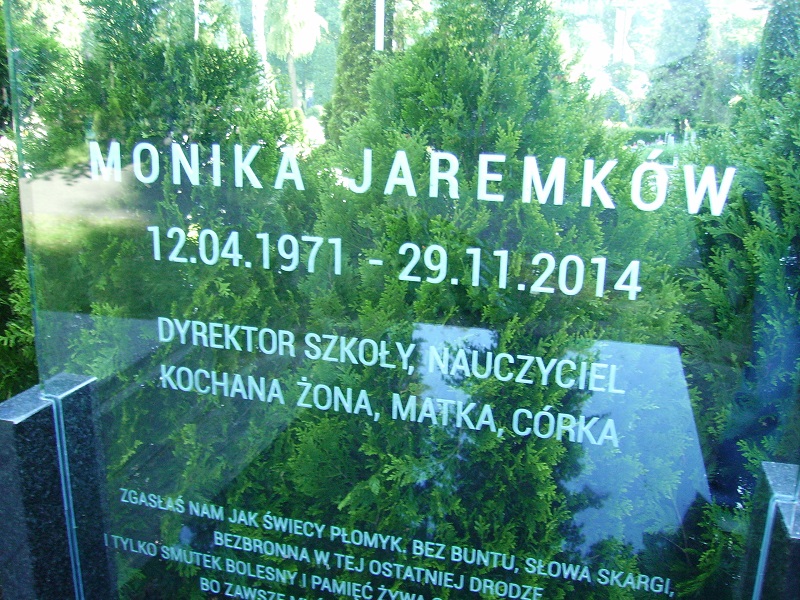 MONIKA JAREMKÓW
12.04.1971 - 29.11.2014
DYREKTOR SZKOŁY, NAUCZYCIEL
KOCHANA ŻONA, MATKA, CÓRKA
ZGASŁAŚ NAM JAK ŚWIECY PŁOMYK. BEZ BUNTU, SŁOWA SKARGI,
BEZBRONNA W TEJ OSTATNIEJ DRODZE
I TYLKO SMUTEK BOLESNY I PAMIĘĆ ŻYWA
BO ZAWSZE